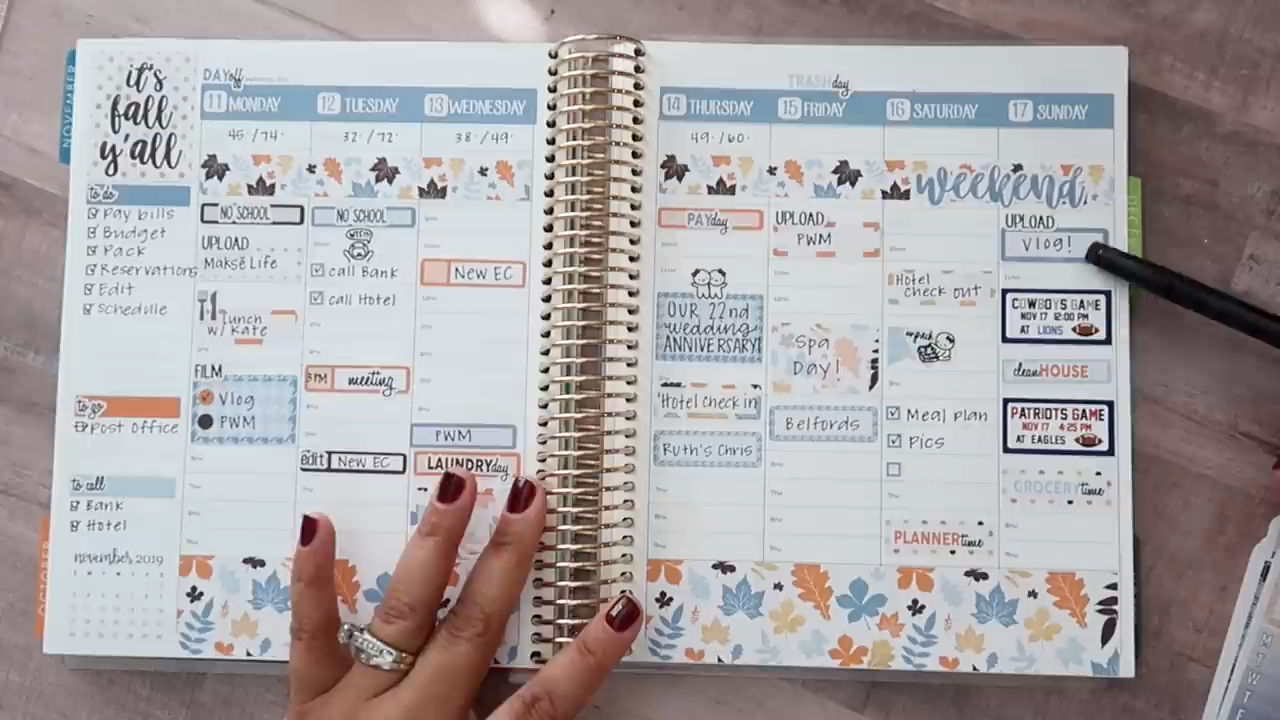 NOVEMBER
it's
fall
y'all
to do
Pay bills
Budget
Pack
Reservations
Edit
Schedule
to go
Post Office
to call
Bank
Hotel
november 2019
OCTOBER
DAY off
11 MONDAY
45°/74°
NO SCHOOL
UPLOAD
Makse Life
Lunch
w/ Kate
FILM
Vlog
PWM
12 TUESDAY
32°/72°
NO SCHOOL
call Bank
call Hotel
3PM meeting
edit New EC
13 WEDNESDAY
38°/49°
New EC
PWM
LAUNDRY day
14 THURSDAY
49°/60°
PAY day
OUR 22nd
wedding
ANNIVERSARY!
Hotel check in
Ruth's Chris
TRASH day
15 FRIDAY
UPLOAD
PWM
Spa
Day!
Belfords
16 SATURDAY
weekend
Hotel
check out
unpack
Meal plan
Pics
PLANNER time
17 SUNDAY
UPLOAD
Vlog!
COWBOYS GAME
NOV 17 12:00 PM
AT LIONS
clean HOUSE
PATRIOTS GAME
NOV 17 4:25 PM
AT EAGLES
GROCERY time
M T W T F